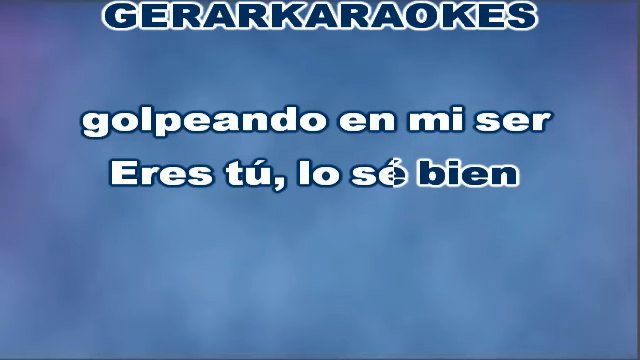 GERARKARAOKES
golpeando en mi ser
Eres tú, lo sé bien